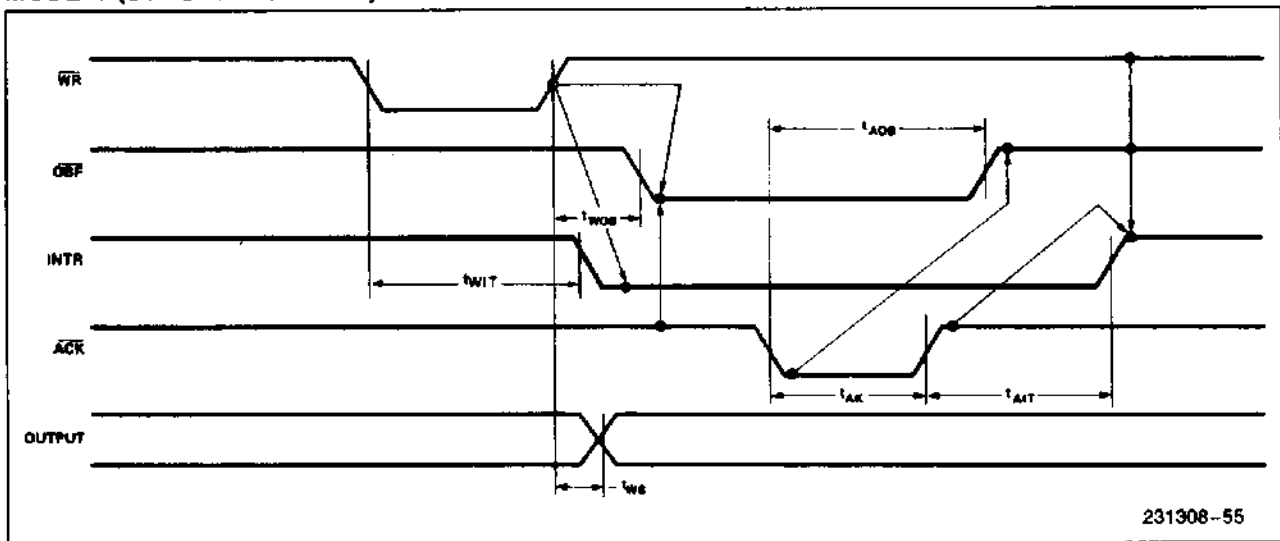 WR
OBF
INTR
ACK
OUTPUT
tAOB
tWOB
tWIT
tAK
tAIT
tWB
231308-55